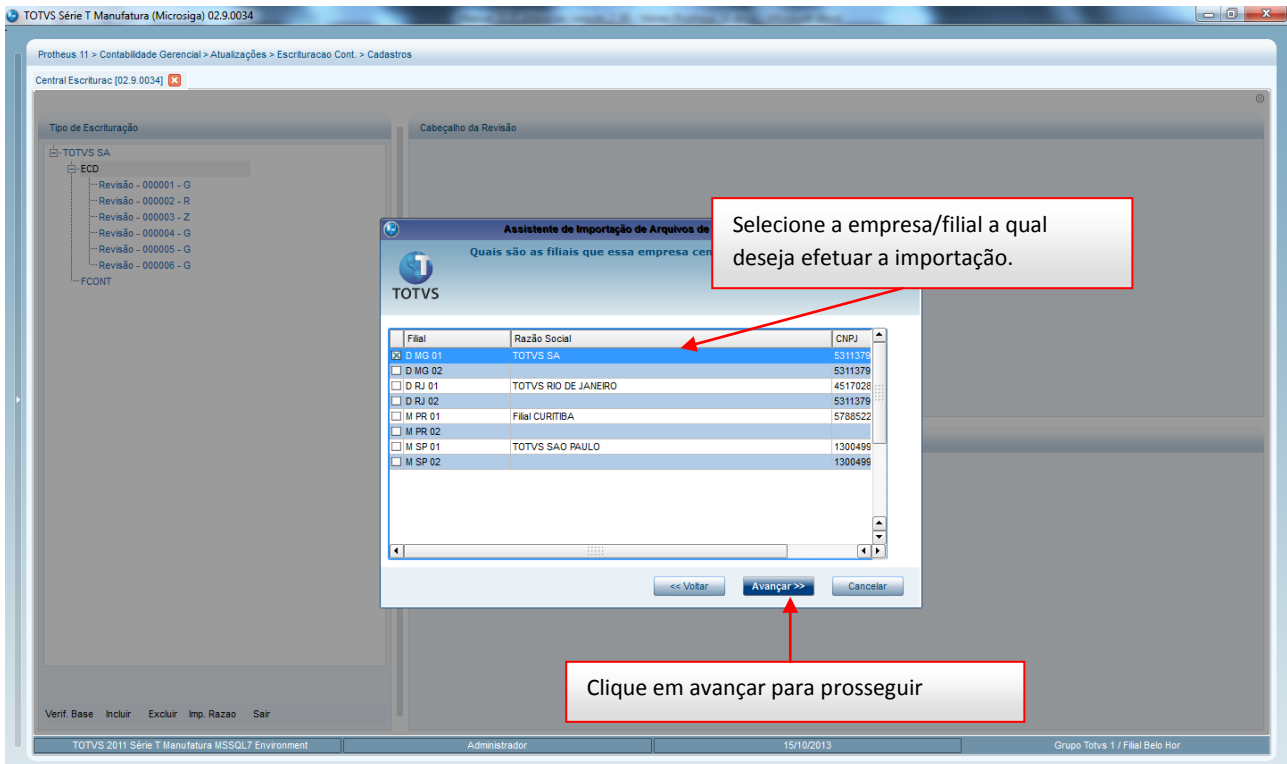 TOTVS Série T Manufatura (Microsiga) 02.9.0034
Protheus 11 > Contabilidade Gerencial > Atualizações > Escrituracao Cont. > Cadastros
Central Escriturac [02.9.0034]
Tipo de Escrituração
Cabeçalho da Revisão
TOTVS SA
ECD
Revisão - 000001 - G
Revisão - 000002 - R
Revisão - 000003 - Z
Revisão - 000004 - G
Revisão - 000005 - G
Revisão - 000006 - G
FCONT
Selecione a empresa/filial a qual
deseja efetuar a importação.
Assistente de Importação de Arquivos de
Quais são as filiais que essa empresa cen
TOTVS
Filial Razão Social CNPJ
D MG 01 TOTVS SA 5311379
D MG 02 5311379
D RJ 01 TOTVS RIO DE JANEIRO 4517028
D RJ 02 5311379
M PR 01 Filial CURITIBA 5788522
M PR 02
M SP 01 TOTVS SAO PAULO 1300499
M SP 02 1300499
<< Voltar Avançar >> Cancelar
Clique em avançar para prosseguir
Verif. Base Incluir Excluir Imp. Razao Sair
TOTVS 2011 Série T Manufatura MSSQL7 Environment Administrador 15/10/2013 Grupo Totvs 1 / Filial Belo Hor